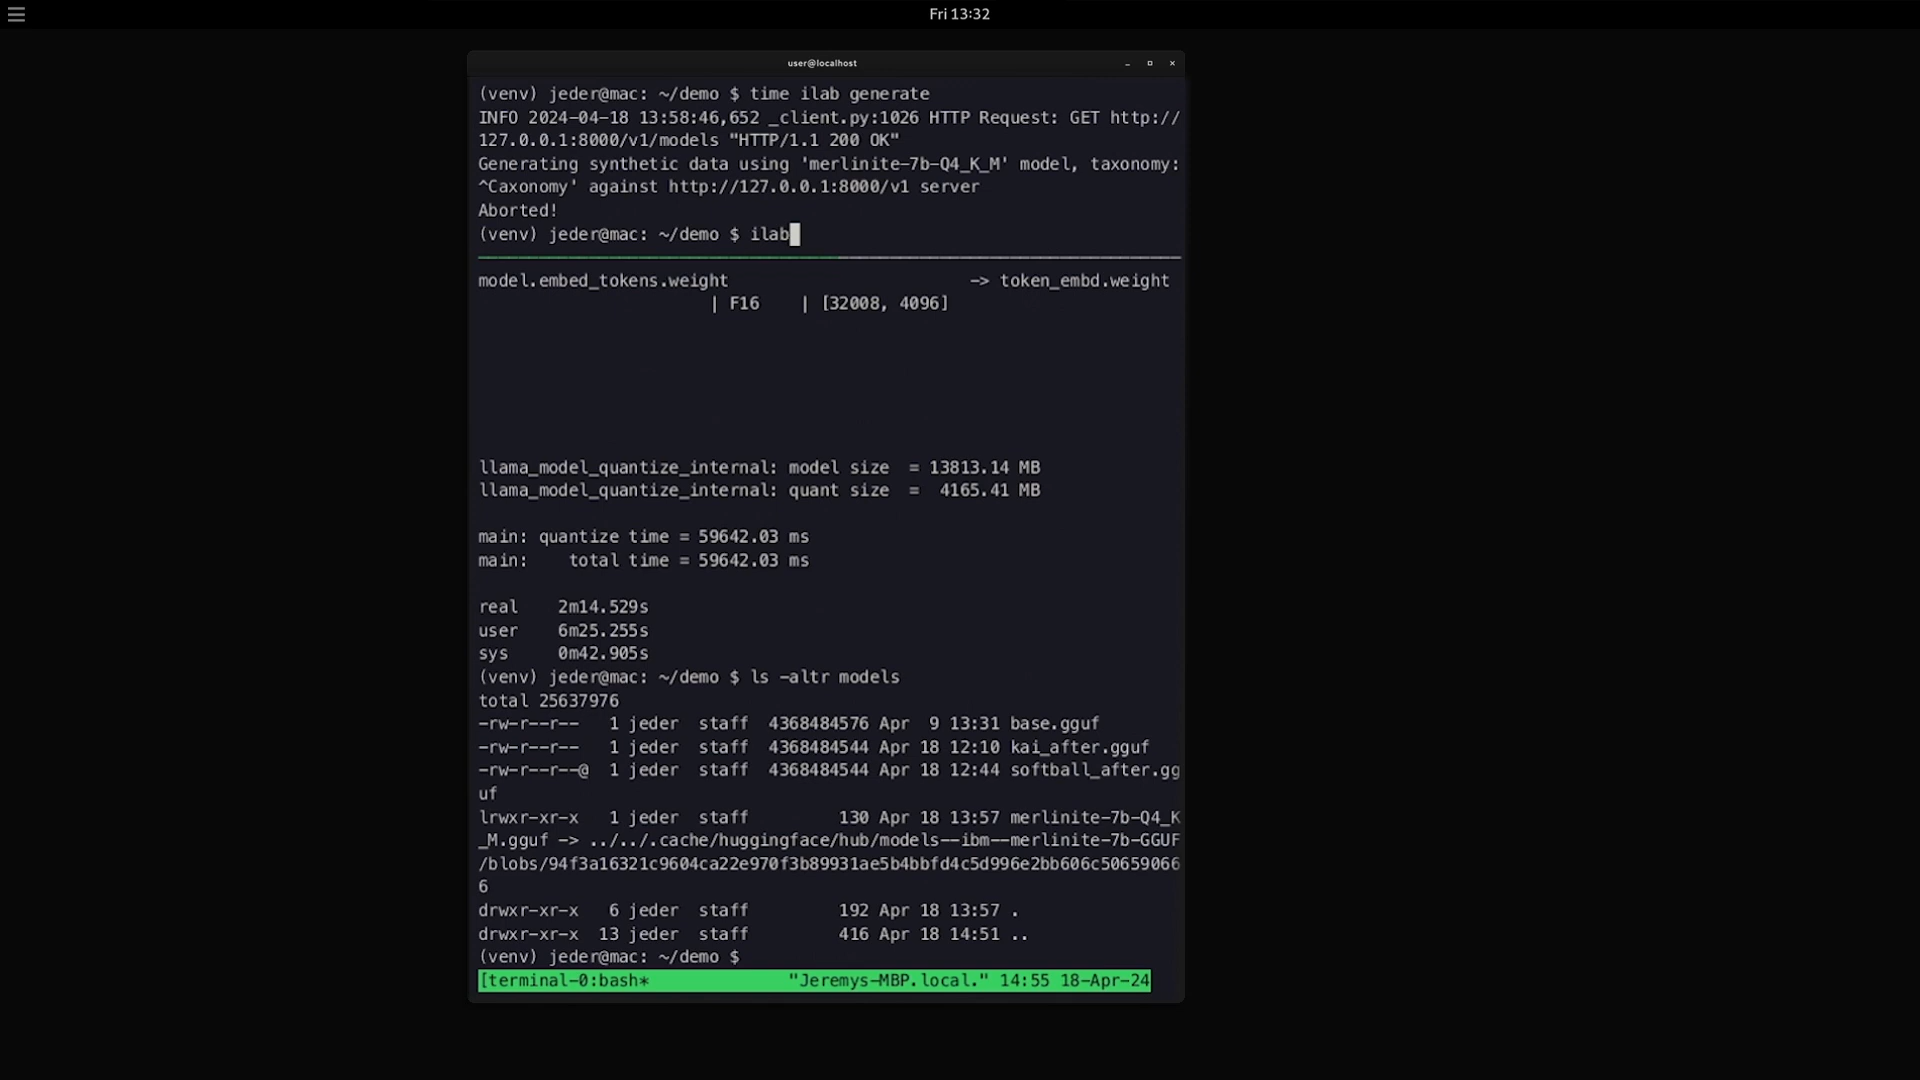 Fri 13:32
user@localhost
(venv) jeder@mac: ~/demo $ time ilab generate
INFO 2024-04-18 13:58:46,652 _client.py:1026 HTTP Request: GET http://
127.0.0.1:8000/v1/models "HTTP/1.1 200 OK"
Generating synthetic data using 'merlinite-7b-Q4_K_M' model, taxonomy:
^Caxonomy' against http://127.0.0.1:8000/v1 server
Aborted!
(venv) jeder@mac: ~/demo $ ilab
model.embed_tokens.weight -> token_embd.weight
| F16 | [32008, 4096]
llama_model_quantize_internal: model size = 13813.14 MB
llama_model_quantize_internal: quant size = 4165.41 MB
main: quantize time = 59642.03 ms
main: total time = 59642.03 ms
real 2m14.529s
user 6m25.255s
sys 0m42.905s
(venv) jeder@mac: ~/demo $ ls -altr models
total 25637976
-rw-r--r-- 1 jeder staff 4368484576 Apr 9 13:31 base.gguf
-rw-r--r-- 1 jeder staff 4368484544 Apr 18 12:10 kai_after.gguf
-rw-r--r--@ 1 jeder staff 4368484544 Apr 18 12:44 softball_after.gg
uf
lrwxr-xr-x 1 jeder staff 130 Apr 18 13:57 merlinite-7b-Q4_K
_M.gguf -> ../../.cache/huggingface/hub/models--ibm--merlinite-7b-GGUF
/blobs/94f3a16321c9604ca22e970f3b89931ae5b4bbfd4c5d996e2bb606c50659066
6
drwxr-xr-x 6 jeder staff 192 Apr 18 13:57 .
drwxr-xr-x 13 jeder staff 416 Apr 18 14:51 ..
(venv) jeder@mac: ~/demo $
[terminal-0:bash* "Jeremys-MBP.local." 14:55 18-Apr-24